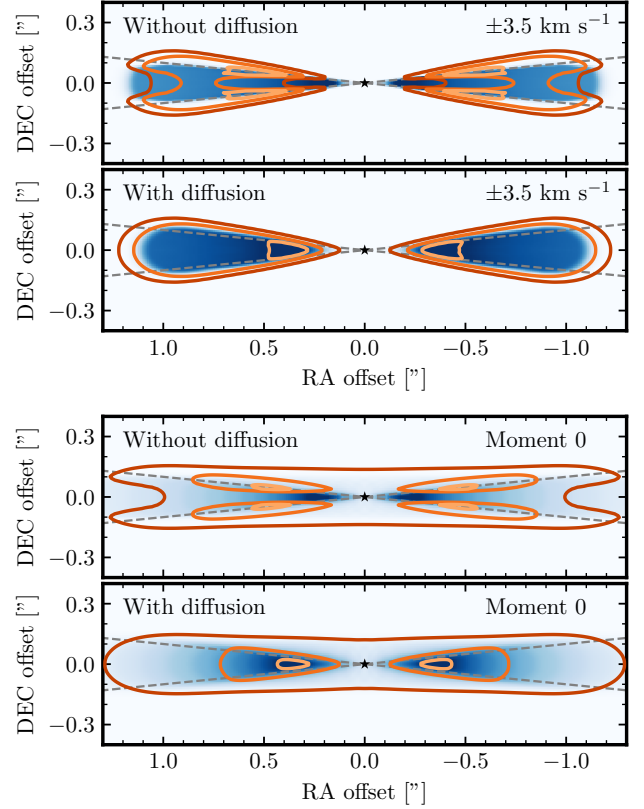 Without diffusion ±3.5 km s⁻¹
DEC offset ["]
0.3
0.0
−0.3
With diffusion ±3.5 km s⁻¹
DEC offset ["]
0.3
0.0
−0.3
1.0 0.5 0.0 −0.5 −1.0
RA offset ["]
Without diffusion Moment 0
DEC offset ["]
0.3
0.0
−0.3
With diffusion Moment 0
DEC offset ["]
0.3
0.0
−0.3
1.0 0.5 0.0 −0.5 −1.0
RA offset ["]